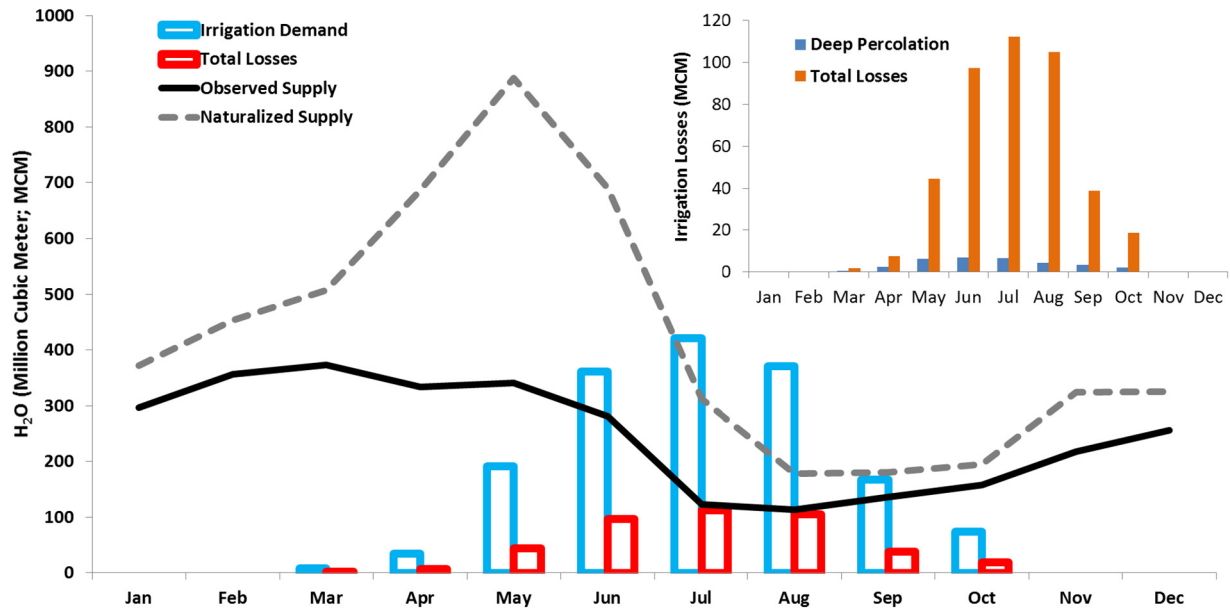 1000
900
800
700
600
500
400
300
200
100
0
H₂O (Million Cubic Meter; MCM)
Irrigation Demand
Total Losses
Observed Supply
Naturalized Supply
Jan Feb Mar Apr May Jun Jul Aug Sep Oct Nov Dec
120
100
80
60
40
20
0
Irrigation Losses (MCM)
Deep Percolation
Total Losses
Jan Feb Mar Apr May Jun Jul Aug Sep Oct Nov Dec